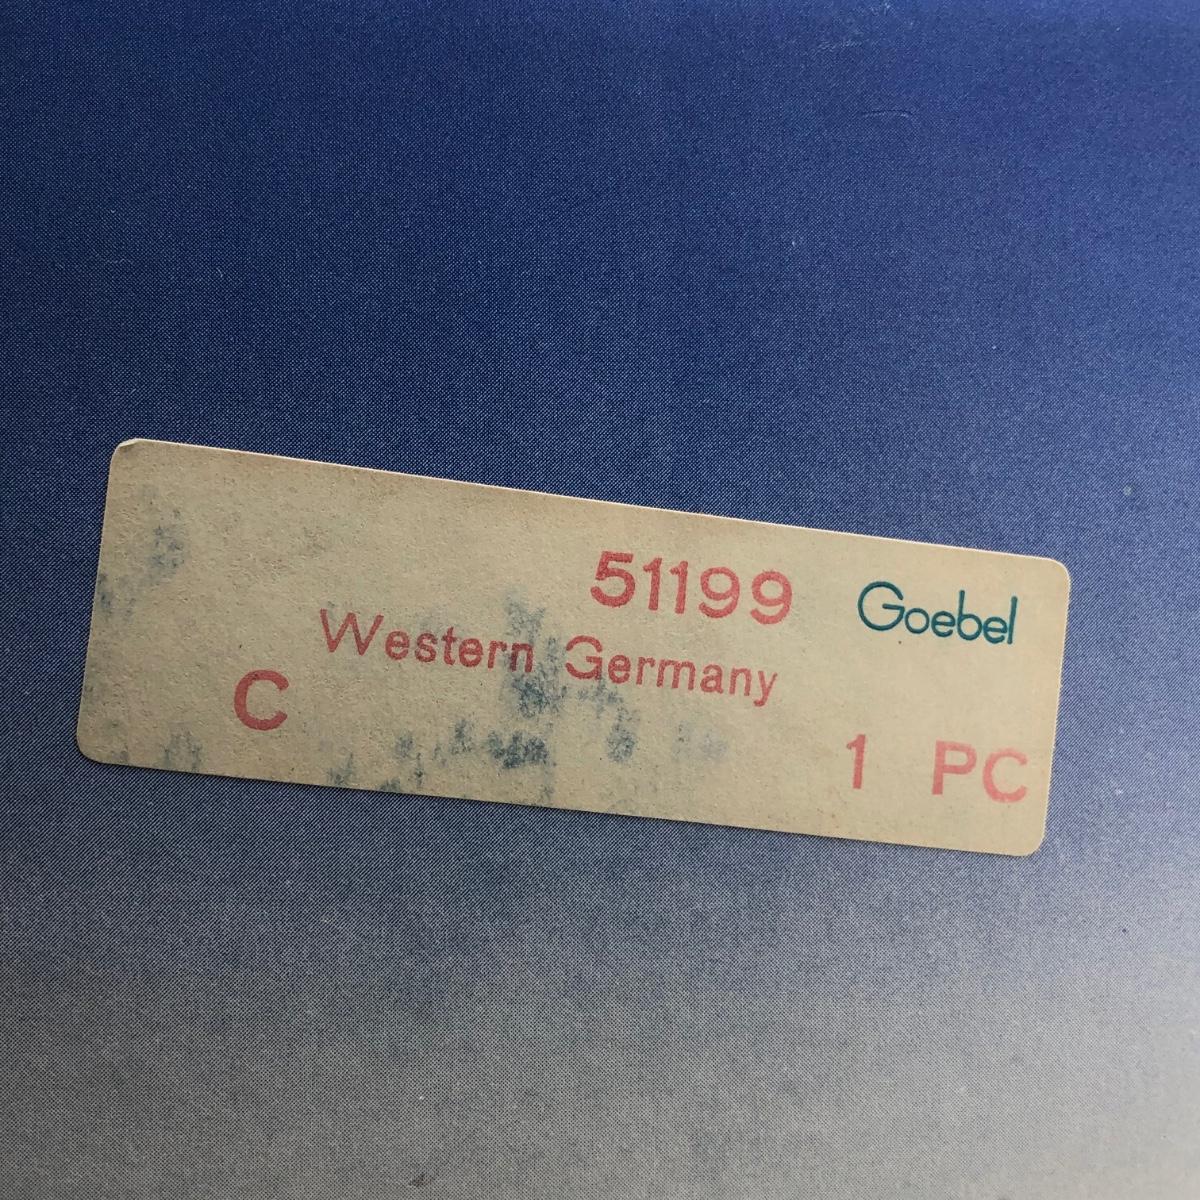 51199 Goebel
Western Germany
C
1 PC